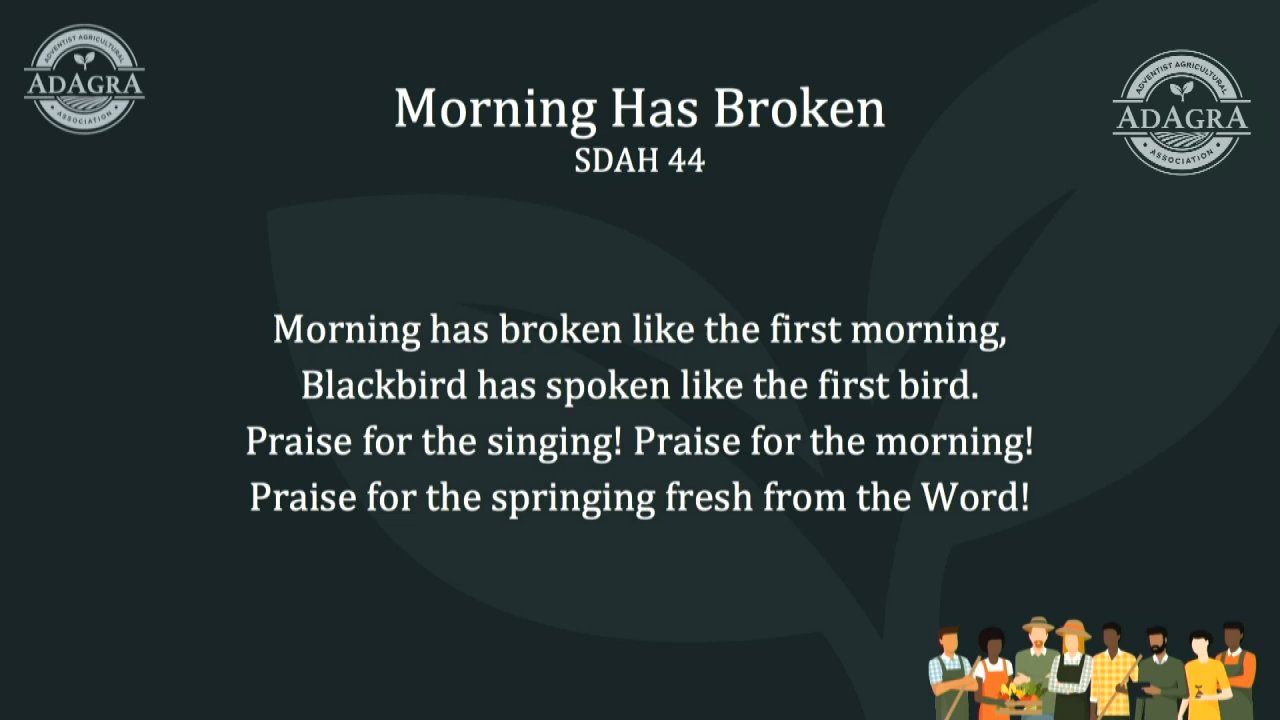 ADVENTIST AGRICULTURAL
ADAGRA
ASSOCIATION
ADVENTIST AGRICULTURAL
ADAGRA
ASSOCIATION
Morning Has Broken
SDAH 44
Morning has broken like the first morning,
Blackbird has spoken like the first bird.
Praise for the singing! Praise for the morning!
Praise for the springing fresh from the Word!